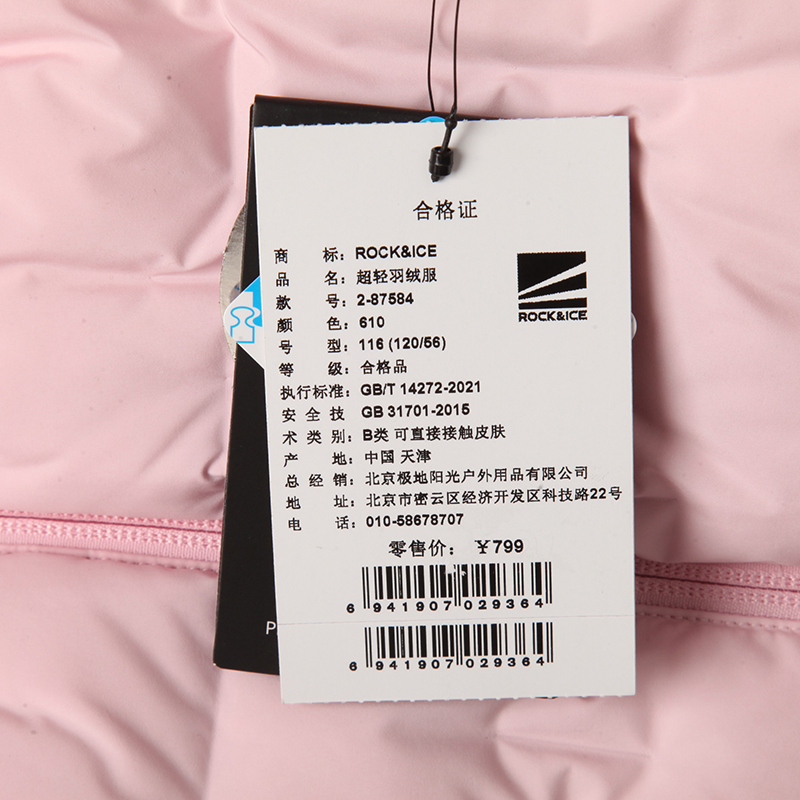 合格证
商 标：ROCK&ICE
品 名：超轻羽绒服
款 号：2-87584
颜 色：610
号 型：116 (120/56)
等 级：合格品
执行标准：GB/T 14272-2021
安 全 技 GB 31701-2015
术 类 别：B类 可直接接触皮肤
产 地：中国 天津
总 经 销：北京极地阳光户外用品有限公司
地 址：北京市密云区经济开发区科技路22号
电 话：010-58678707
零售价：￥799
ROCK&ICE
6 941907 029364
6 941907 029364
P